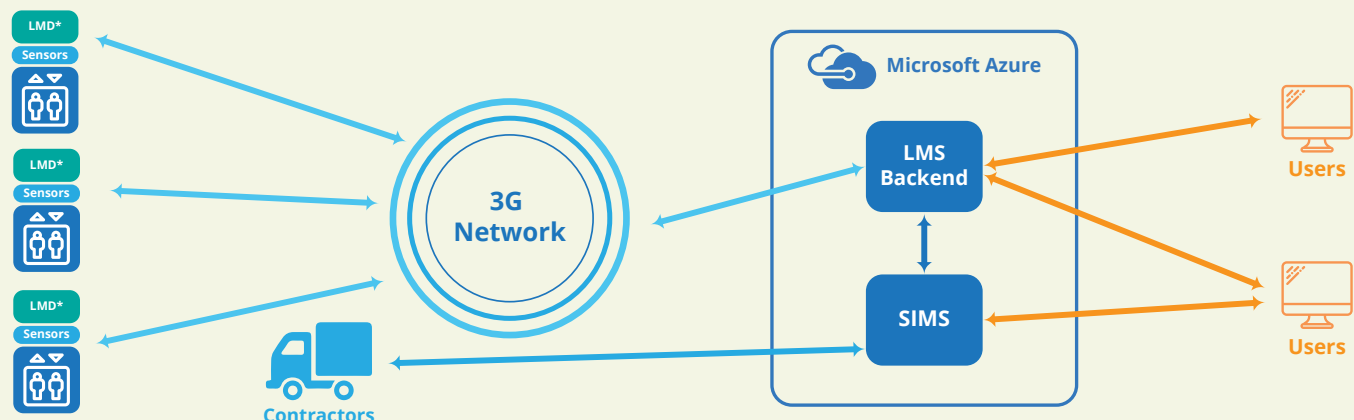 LMD*
Sensors
LMD*
Sensors
LMD*
Sensors
3G
Network
Contractors
Microsoft Azure
LMS
Backend
SIMS
Users
Users